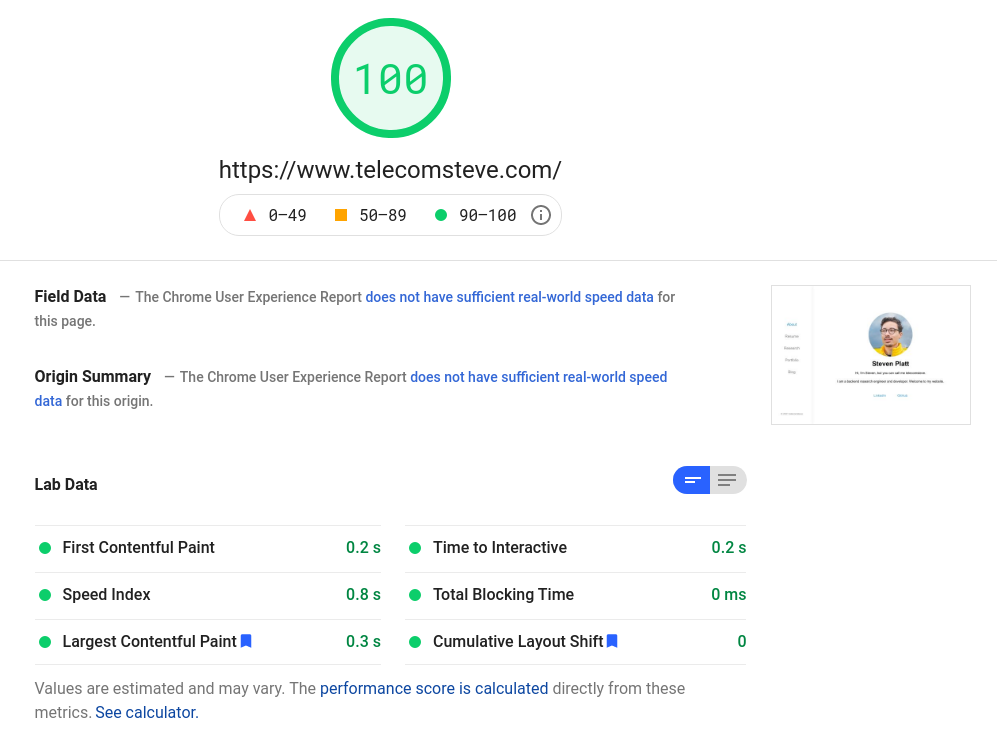 100
https://www.telecomsteve.com/
0–49 50–89 90–100
Field Data — The Chrome User Experience Report does not have sufficient real-world speed data for
this page.
Origin Summary — The Chrome User Experience Report does not have sufficient real-world speed
data for this origin.
About
Resume
Research
Portfolio
Blog
Steven Platt
Lab Data
First Contentful Paint 0.2 s
Time to Interactive 0.2 s
Speed Index 0.8 s
Total Blocking Time 0 ms
Largest Contentful Paint 0.3 s
Cumulative Layout Shift 0
Values are estimated and may vary. The performance score is calculated directly from these
metrics. See calculator.